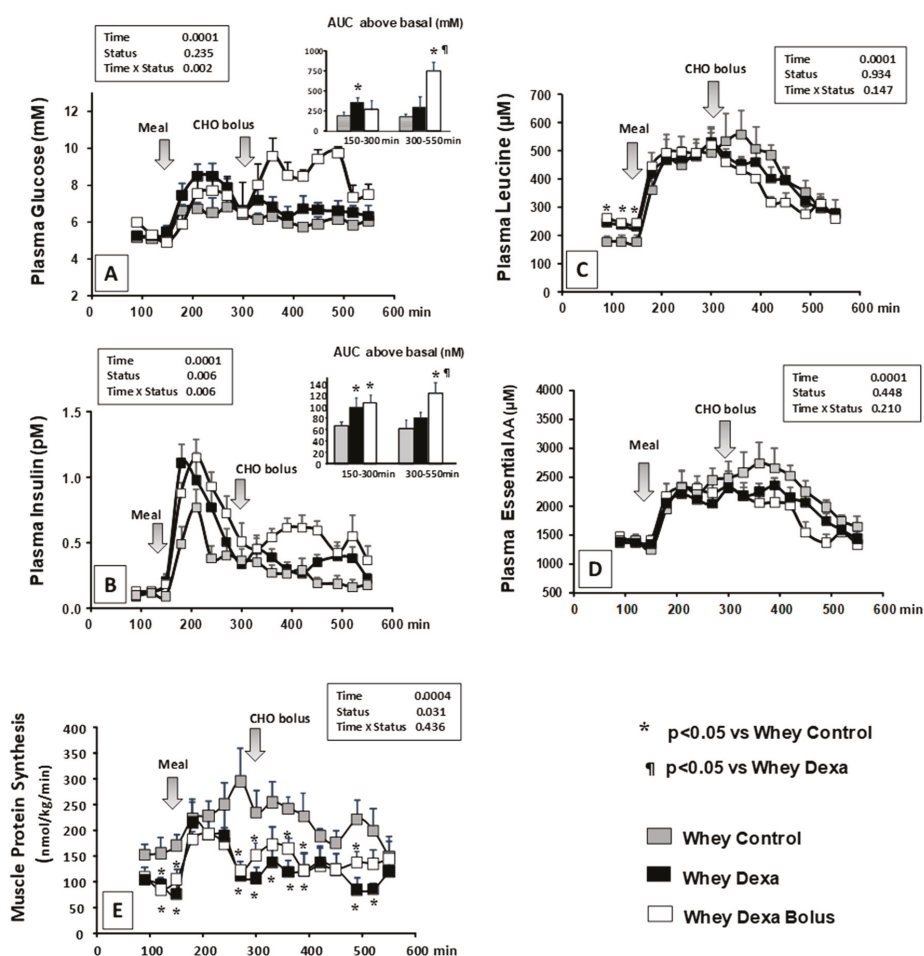 AUC above basal (mM)
Time 0.0001
Status 0.235
Time x Status 0.002
1000
750
500
250
0
*
* ¶
150-300min 300-550min
Meal
CHO bolus
Plasma Glucose (mM)
12
10
8
6
4
2
A
0 100 200 300 400 500 600 min
Time 0.0001
Status 0.934
Time x Status 0.147
CHO bolus
Meal
Plasma Leucine (µM)
700
600
500
400
300
200
100
0
* * *
C
0 100 200 300 400 500 600 min
AUC above basal (nM)
Time 0.0001
Status 0.006
Time x Status 0.006
140
120
100
80
60
40
20
0
* *
* ¶
150-300min 300-550min
Meal
CHO bolus
Plasma Insulin (pM)
1.5
1.0
0.5
0.0
B
0 100 200 300 400 500 600 min
Time 0.0001
Status 0.448
Time x Status 0.210
CHO bolus
Meal
Plasma Essential AA (µM)
4000
3500
3000
2500
2000
1500
1000
500
D
0 100 200 300 400 500 600 min
Time 0.0004
Status 0.031
Time x Status 0.436
CHO bolus
Meal
Muscle Protein Synthesis
(nmol/kg/min)
400
350
300
250
200
150
100
50
0
* * * * * * *
* * * * * * * * *
E
0 100 200 300 400 500 600 min
* p<0.05 vs Whey Control
¶ p<0.05 vs Whey Dexa
Whey Control
Whey Dexa
Whey Dexa Bolus